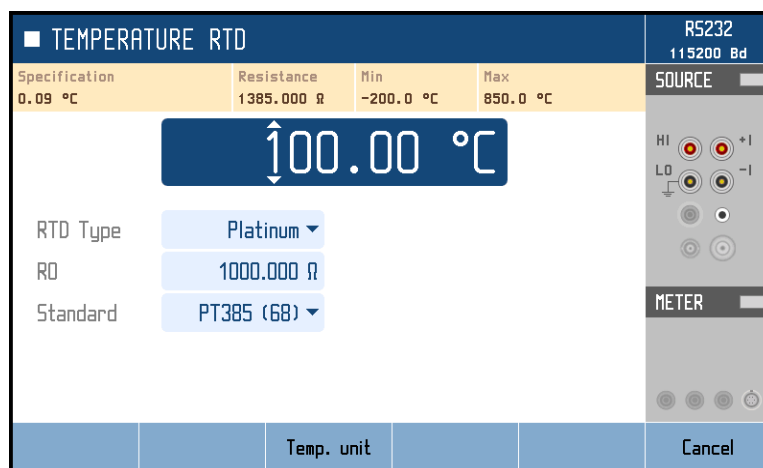 ■ TEMPERATURE RTD
RS232
115200 Bd
Specification Resistance Min Max
0.09 °C 1385.000 Ω -200.0 °C 850.0 °C
SOURCE
100.00 °C
HI +I
LO -I
RTD Type Platinum
R0 1000.000 Ω
Standard PT385 (68)
METER
Temp. unit Cancel